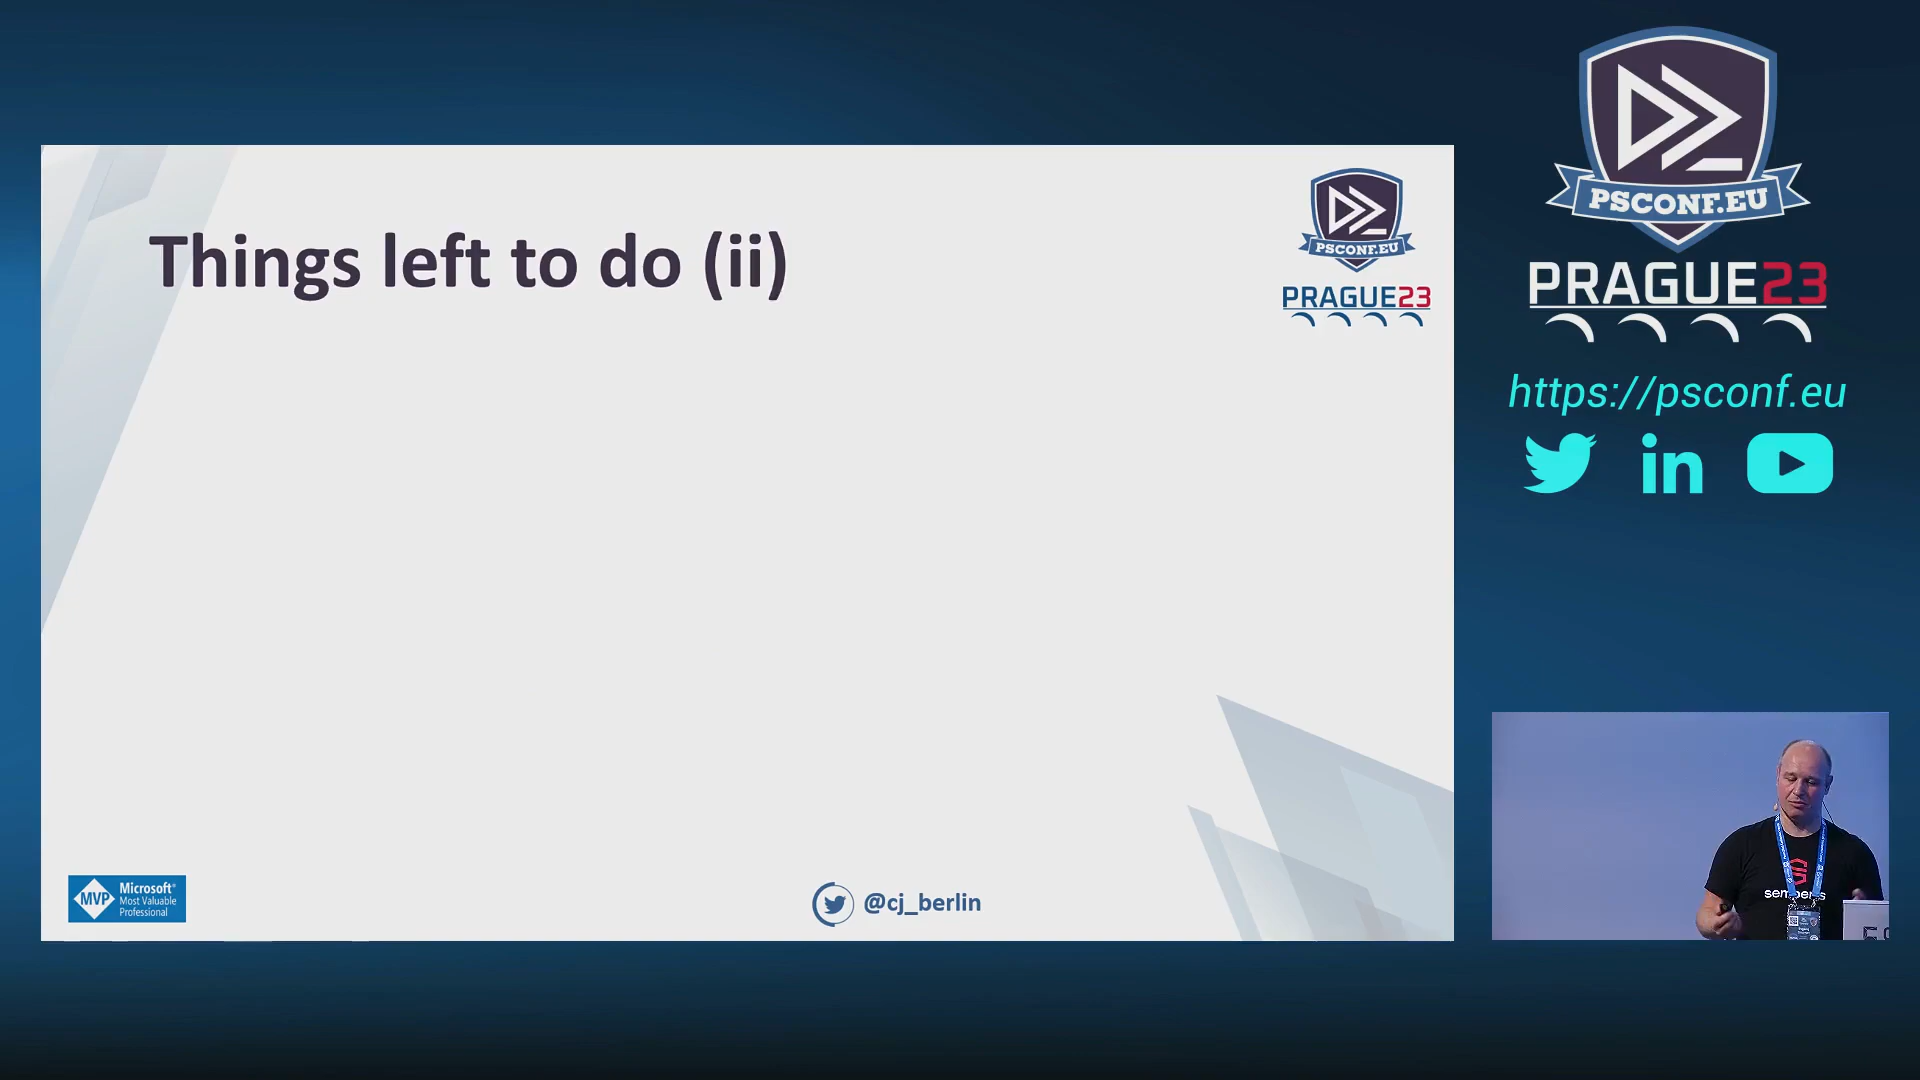 Things left to do (ii)
PSCONF.EU
PRAGUE23
MVP
Microsoft®
Most Valuable
Professional
@cj_berlin
PSCONF.EU
PRAGUE23
https://psconf.eu
in
semperis